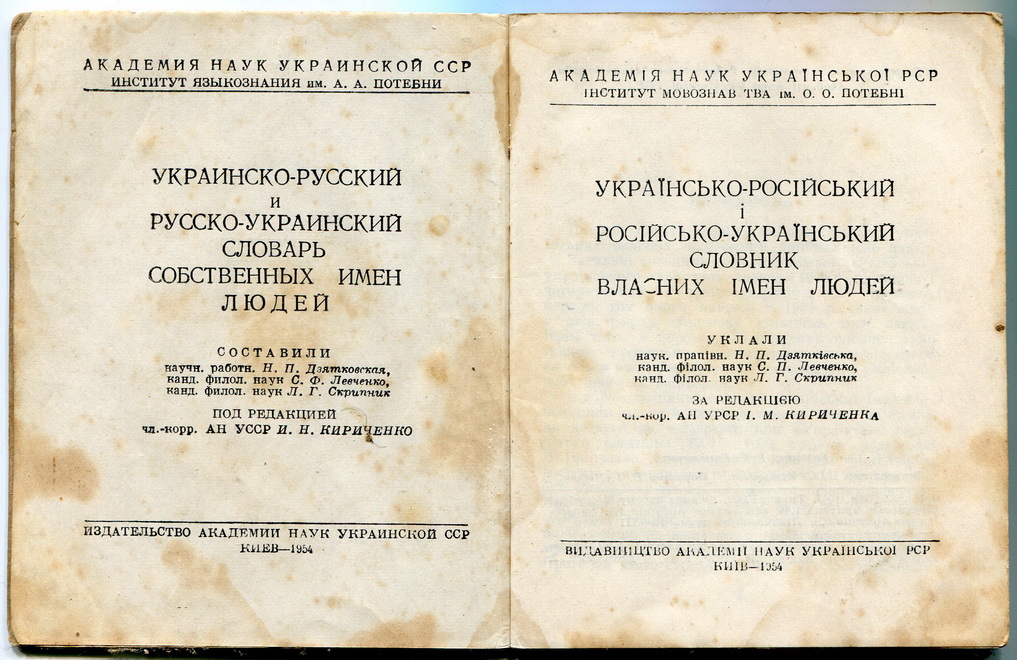 АКАДЕМИЯ НАУК УКРАИНСКОЙ ССР
ИНСТИТУТ ЯЗЫКОЗНАНИЯ им. А. А. ПОТЕБНИ
УКРАИНСКО-РУССКИЙ
и
РУССКО-УКРАИНСКИЙ
СЛОВАРЬ
СОБСТВЕННЫХ ИМЕН
ЛЮДЕЙ
СОСТАВИЛИ
научн. работн. Н. П. Дзятковская,
канд. филол. наук С. Ф. Левченко,
канд. филол. наук Л. Г. Скрипник
ПОД РЕДАКЦИЕЙ
чл.-корр. АН УССР И. Н. КИРИЧЕНКО
ИЗДАТЕЛЬСТВО АКАДЕМИИ НАУК УКРАИНСКОЙ ССР
КИЕВ—1954
АКАДЕМІЯ НАУК УКРАЇНСЬКОЇ РСР
ІНСТИТУТ МОВОЗНАВ ТВА ім. О. О. ПОТЕБНІ
УКРАЇНСЬКО-РОСІЙСЬКИЙ
і
РОСІЙСЬКО-УКРАЇНСЬКИЙ
СЛОВНИК
ВЛАСНИХ ІМЕН ЛЮДЕЙ
УКЛАЛИ
наук. прапівн. Н. П. Дзятківська,
канд. філол. наук С. П. Левченко,
канд. філол. наук Л. Г. Скрипник
ЗА РЕДАКЦІЄЮ
чл.-кор. АН УРСР І. М. КИРИЧЕНКА
ВИДАВНИЦТВО АКАДЕМІЇ НАУК УКРАЇНСЬКОЇ РСР
КИЇВ—1954